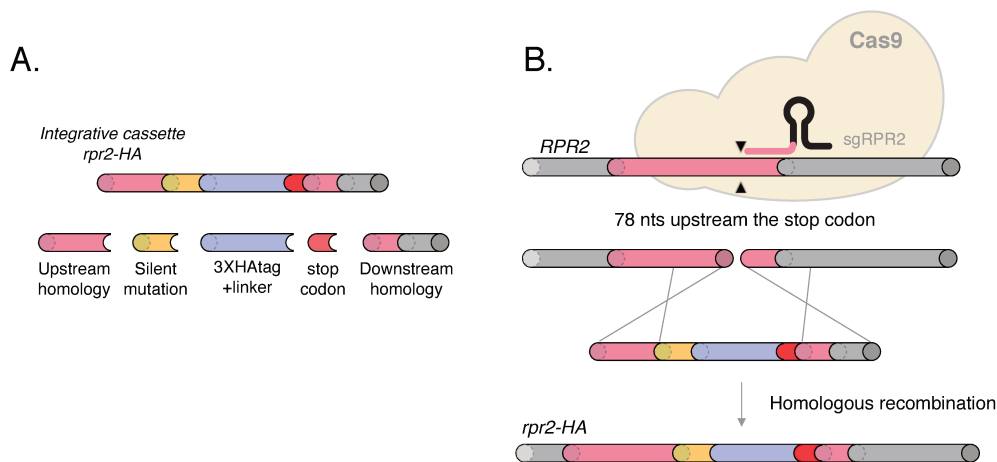 A.
Integrative cassette
rpr2-HA
Upstream
homology
Silent
mutation
3XHAtag
+linker
stop
codon
Downstream
homology
B.
Cas9
sgRPR2
RPR2
78 nts upstream the stop codon
Homologous recombination
rpr2-HA